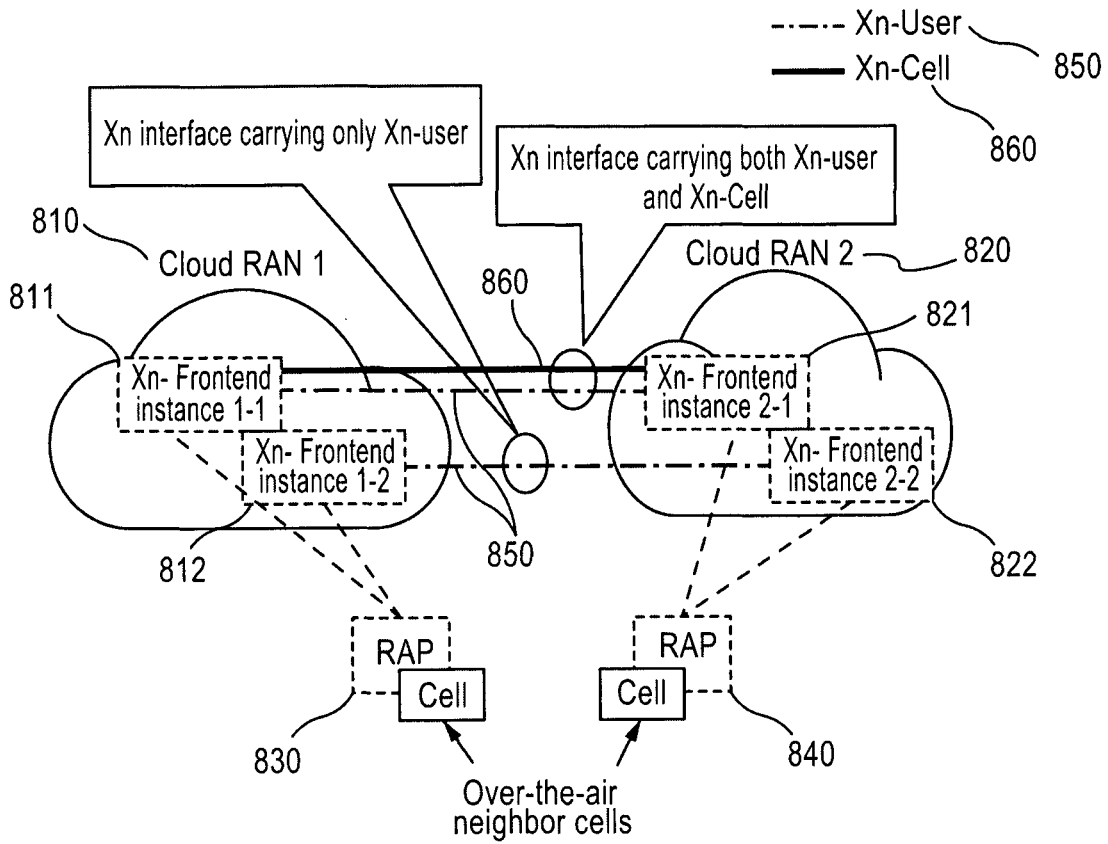 Xn-User
850
Xn-Cell
860
Xn interface carrying only Xn-user
Xn interface carrying both Xn-user
and Xn-Cell
810
Cloud RAN 1
Cloud RAN 2
820
811
860
821
Xn- Frontend
instance 1-1
Xn- Frontend
instance 2-1
Xn- Frontend
instance 1-2
Xn- Frontend
instance 2-2
812
850
822
RAP
Cell
RAP
Cell
830
840
Over-the-air
neighbor cells